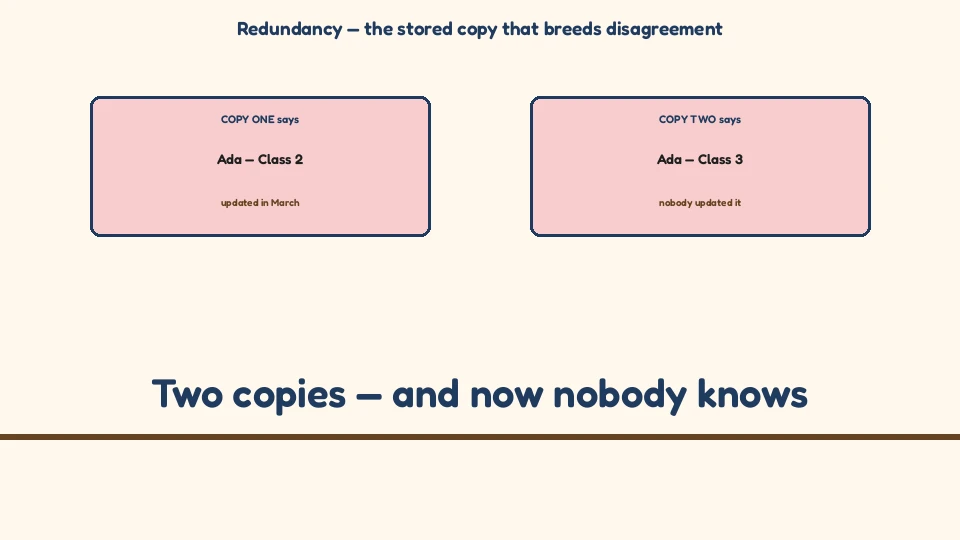 Redundancy — the stored copy that breeds disagreement
COPY ONE says
Ada — Class 2
updated in March
COPY TWO says
Ada — Class 3
nobody updated it
Two copies — and now nobody knows